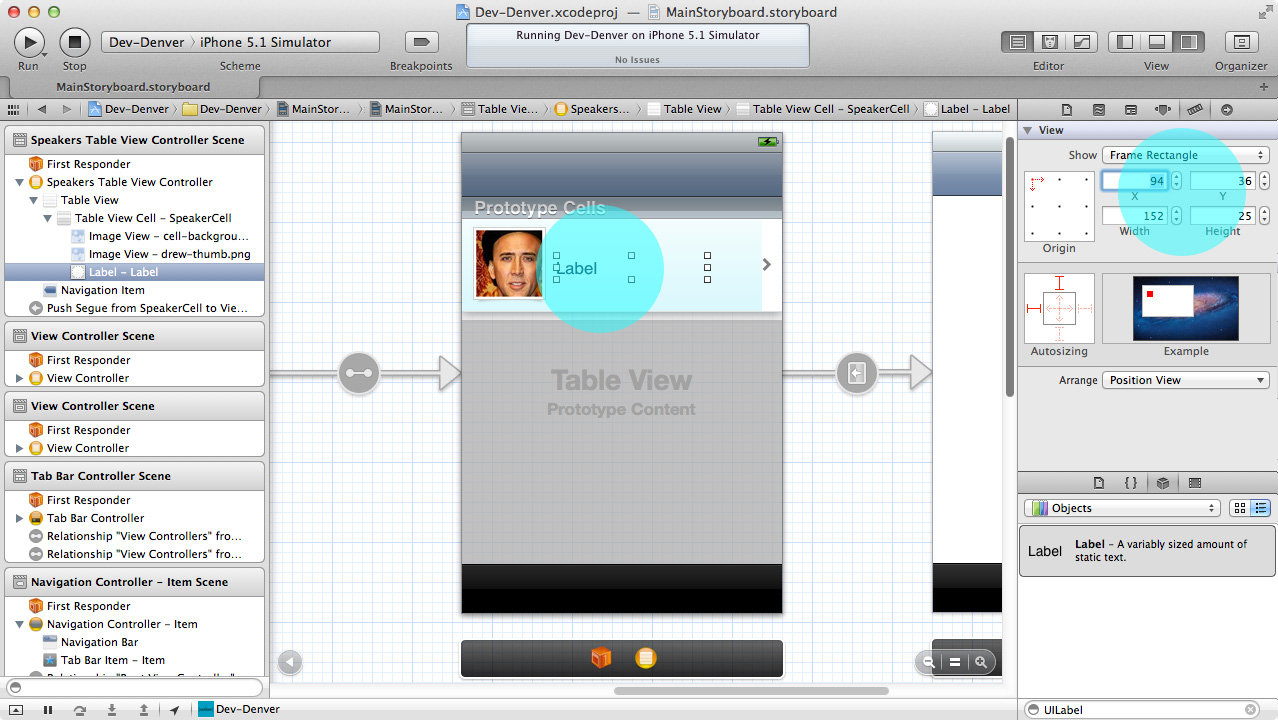 Dev-Denver.xcodeproj — MainStoryboard.storyboard
Run
Stop
Dev-Denver › iPhone 5.1 Simulator
Scheme
Breakpoints
Running Dev-Denver on iPhone 5.1 Simulator
No Issues
Editor
View
Organizer
MainStoryboard.storyboard
Dev-Denver
Dev-Denver
MainStor...
MainStor...
Table Vie...
Speakers...
Table View
Table View Cell – SpeakerCell
Label – Label
Speakers Table View Controller Scene
First Responder
Speakers Table View Controller
Table View
Table View Cell – SpeakerCell
Image View – cell-backgrou...
Image View – drew-thumb.png
Label – Label
Navigation Item
Push Segue from SpeakerCell to Vie...
View Controller Scene
First Responder
View Controller
View Controller Scene
First Responder
View Controller
Tab Bar Controller Scene
First Responder
Tab Bar Controller
Relationship "View Controllers" fro...
Relationship "View Controllers" fro...
Navigation Controller – Item Scene
First Responder
Navigation Controller – Item
Navigation Bar
Tab Bar Item – Item
Prototype Cells
Label
Table View
Prototype Content
View
Show
Frame Rectangle
94
36
X
Y
152
25
Width
Height
Origin
Autosizing
Example
Arrange
Position View
{ }
Objects
Label
Label – A variably sized amount of
static text.
Dev-Denver
UILabel